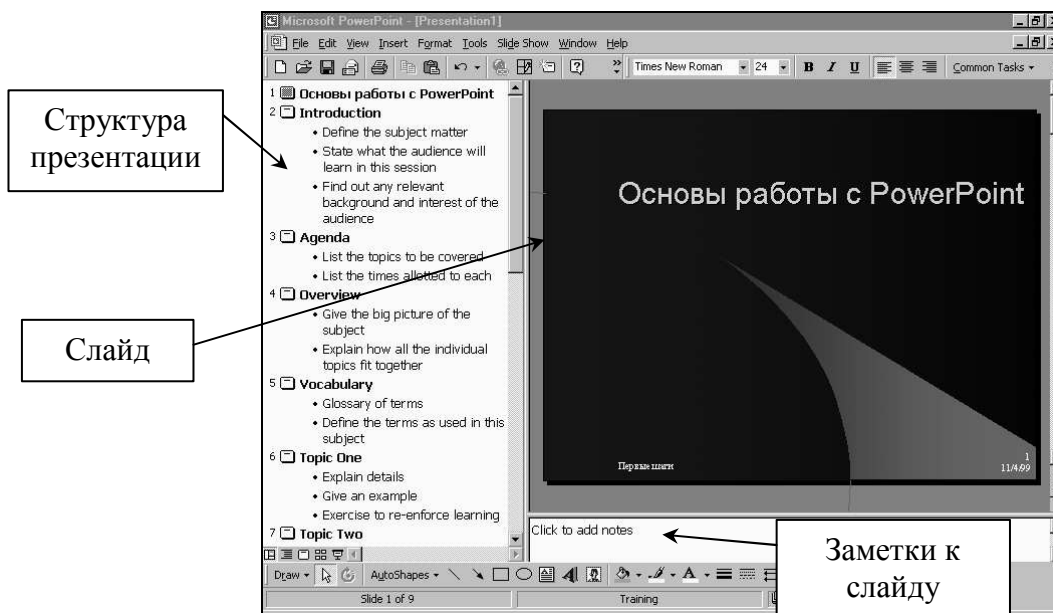 Microsoft PowerPoint - [Presentation1]
File Edit View Insert Format Tools Slide Show Window Help
Times New Roman 24 B I U Common Tasks
Структура
презентации
Слайд
1 Основы работы с PowerPoint
2 Introduction
• Define the subject matter
• State what the audience will
learn in this session
• Find out any relevant
background and interest of the
audience
3 Agenda
• List the topics to be covered
• List the times allotted to each
4 Overview
• Give the big picture of the
subject
• Explain how all the individual
topics fit together
5 Vocabulary
• Glossary of terms
• Define the terms as used in this
subject
6 Topic One
• Explain details
• Give an example
• Exercise to re-enforce learning
7 Topic Two
Основы работы с PowerPoint
Первые шаги
1
11/4/99
Click to add notes
Заметки к
слайду
Draw AutoShapes A
Slide 1 of 9 Training